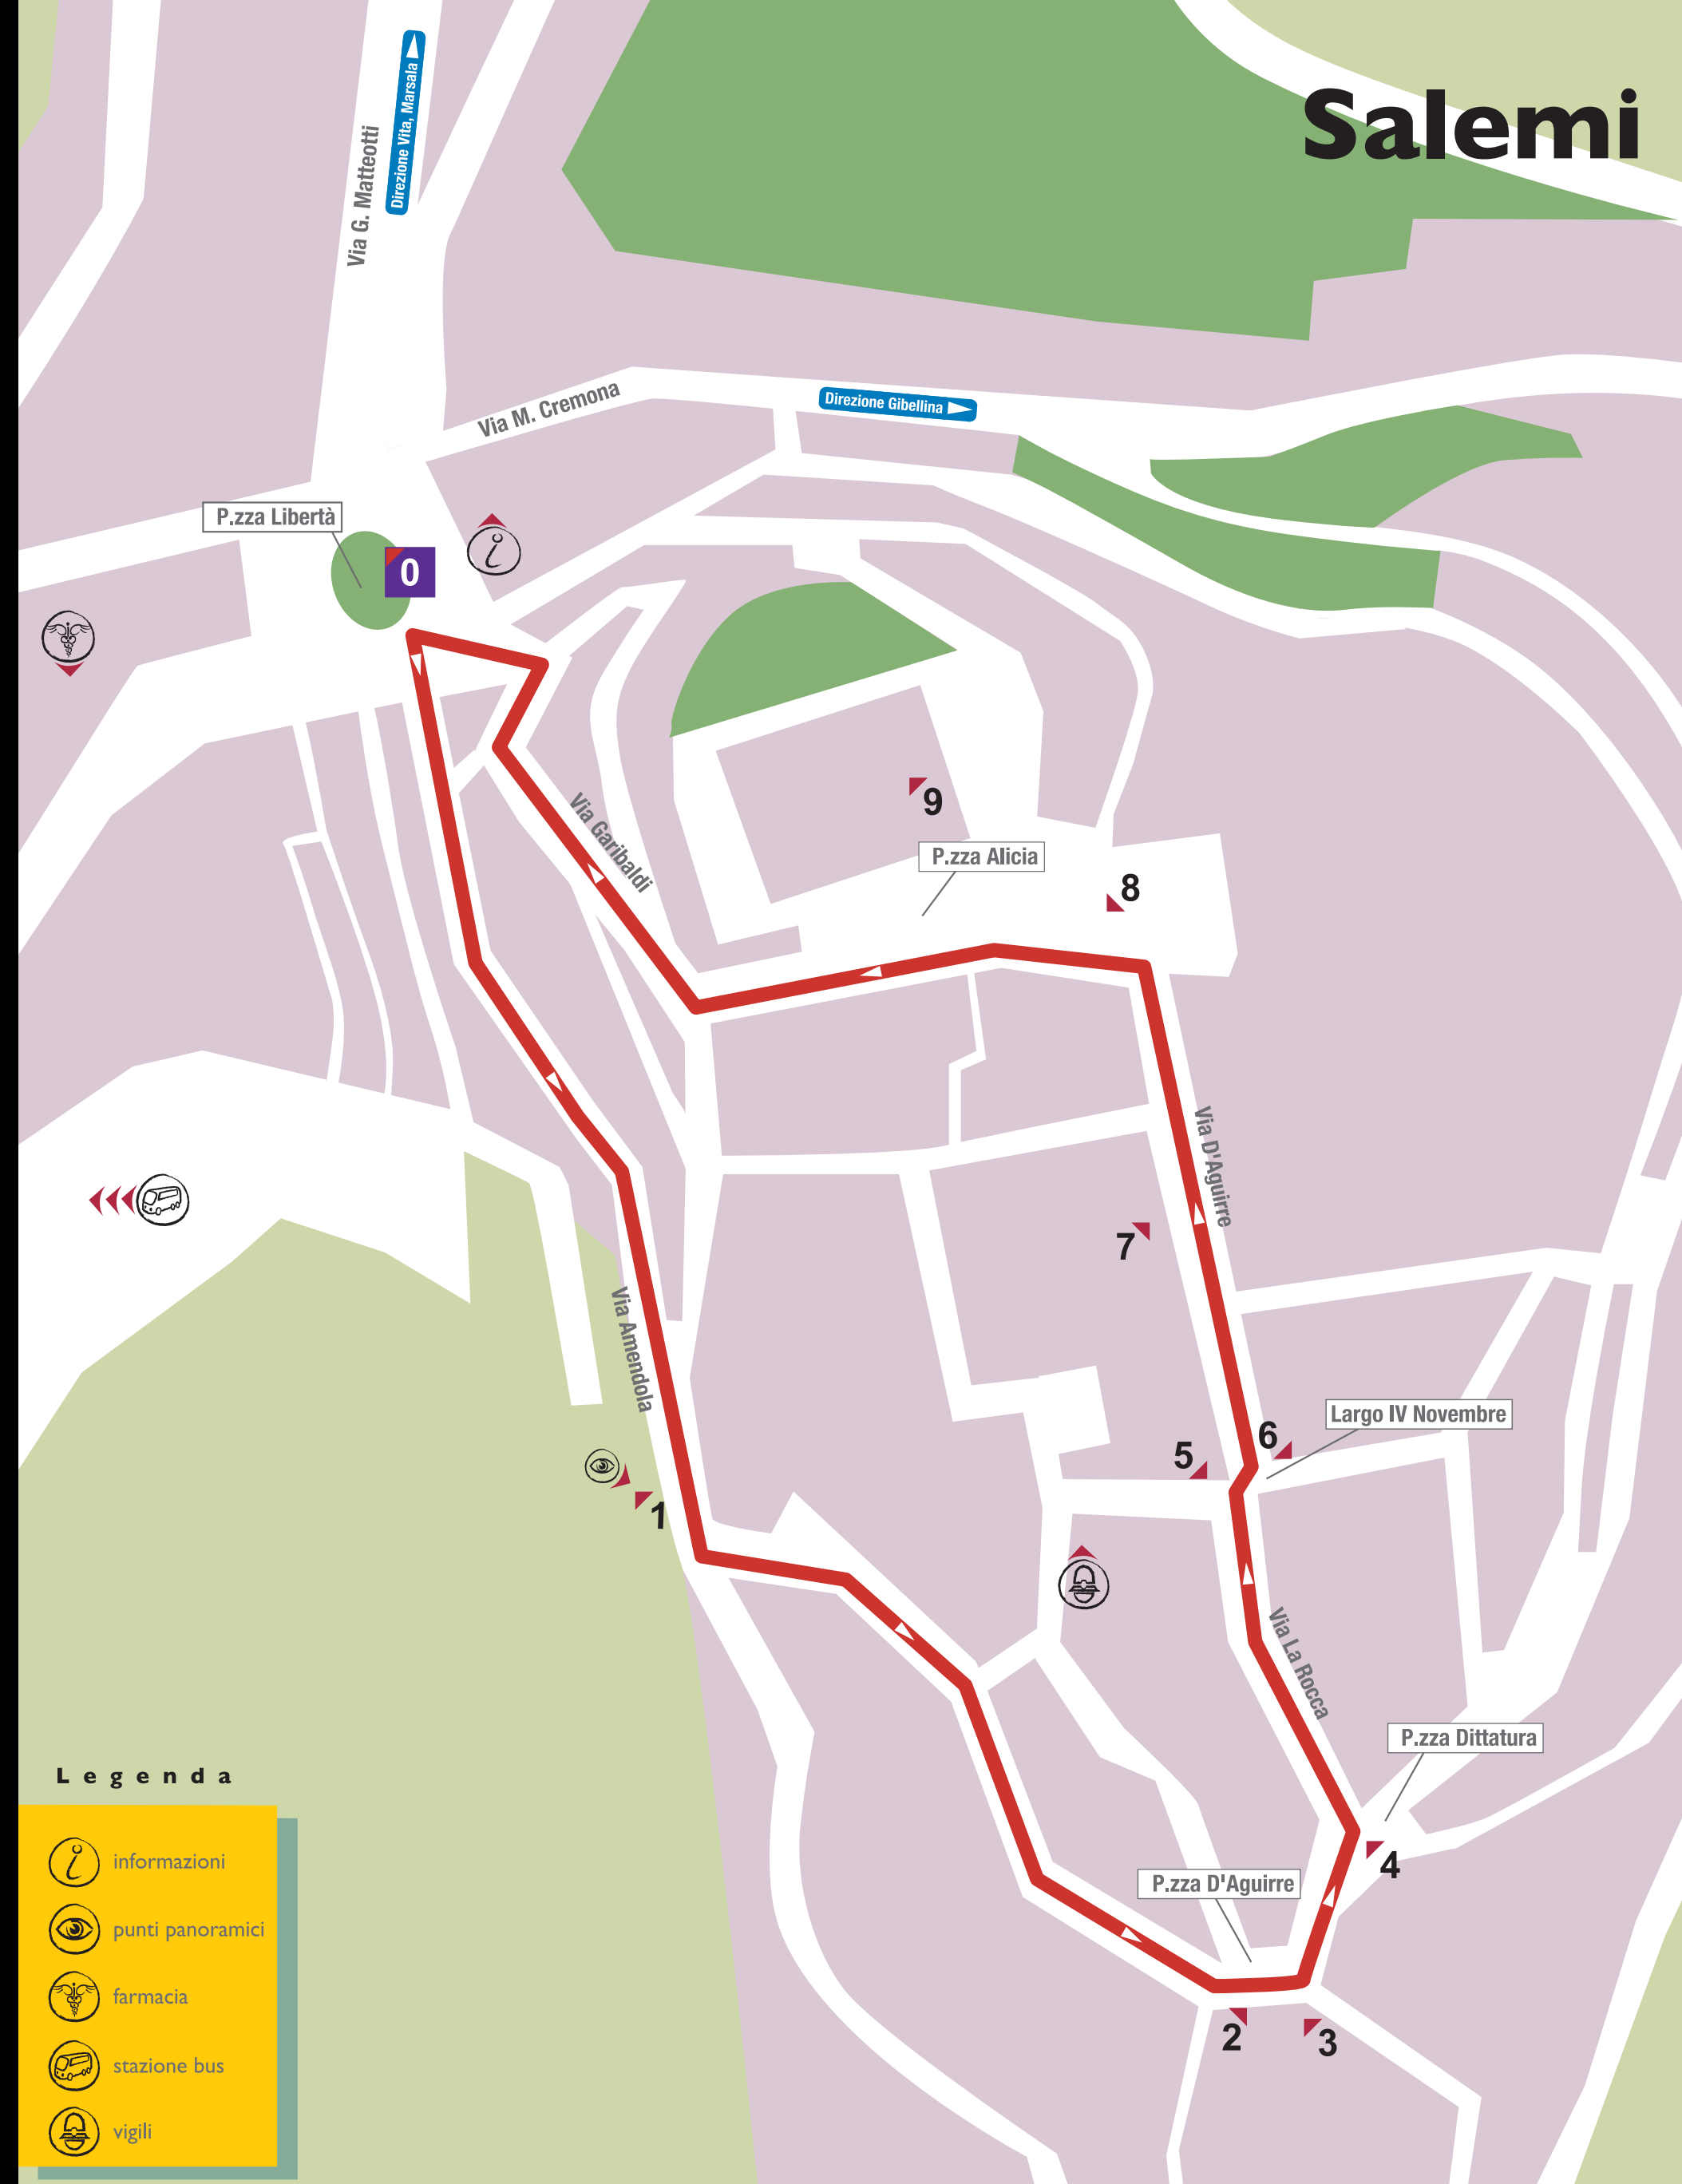 Salemi
Direzione Vita, Marsala
Via G. Matteotti
Via M. Cremona
Direzione Gibellina
P.zza Libertà
0
Via Garibaldi
9
P.zza Alicia
8
Via D'Aguirre
7
Via Amendola
Largo IV Novembre
6
5
1
Via La Rocca
P.zza Dittatura
4
P.zza D'Aguirre
2
3
Legenda
informazioni
punti panoramici
farmacia
stazione bus
vigili